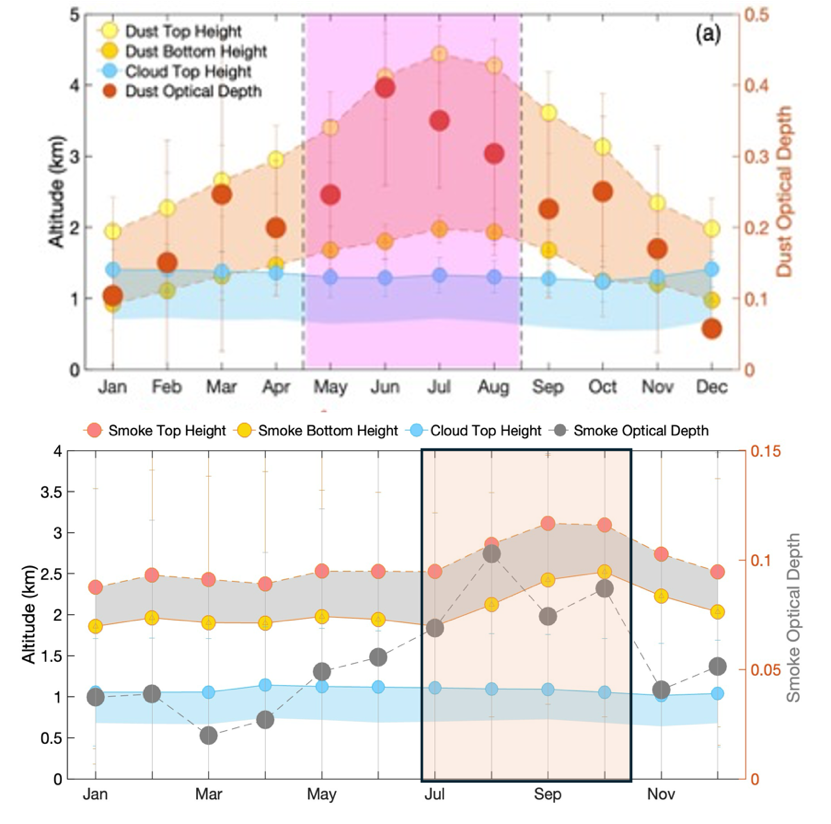 5
4
3
2
1
0
Altitude (km)
Dust Top Height
Dust Bottom Height
Cloud Top Height
Dust Optical Depth
(a)
0.5
0.4
0.3
0.2
0.1
0
Dust Optical Depth
Jan Feb Mar Apr May Jun Jul Aug Sep Oct Nov Dec
Smoke Top Height Smoke Bottom Height Cloud Top Height Smoke Optical Depth
4
3.5
3
2.5
2
1.5
1
0.5
0
Altitude (km)
0.15
0.1
0.05
0
Smoke Optical Depth
Jan Mar May Jul Sep Nov